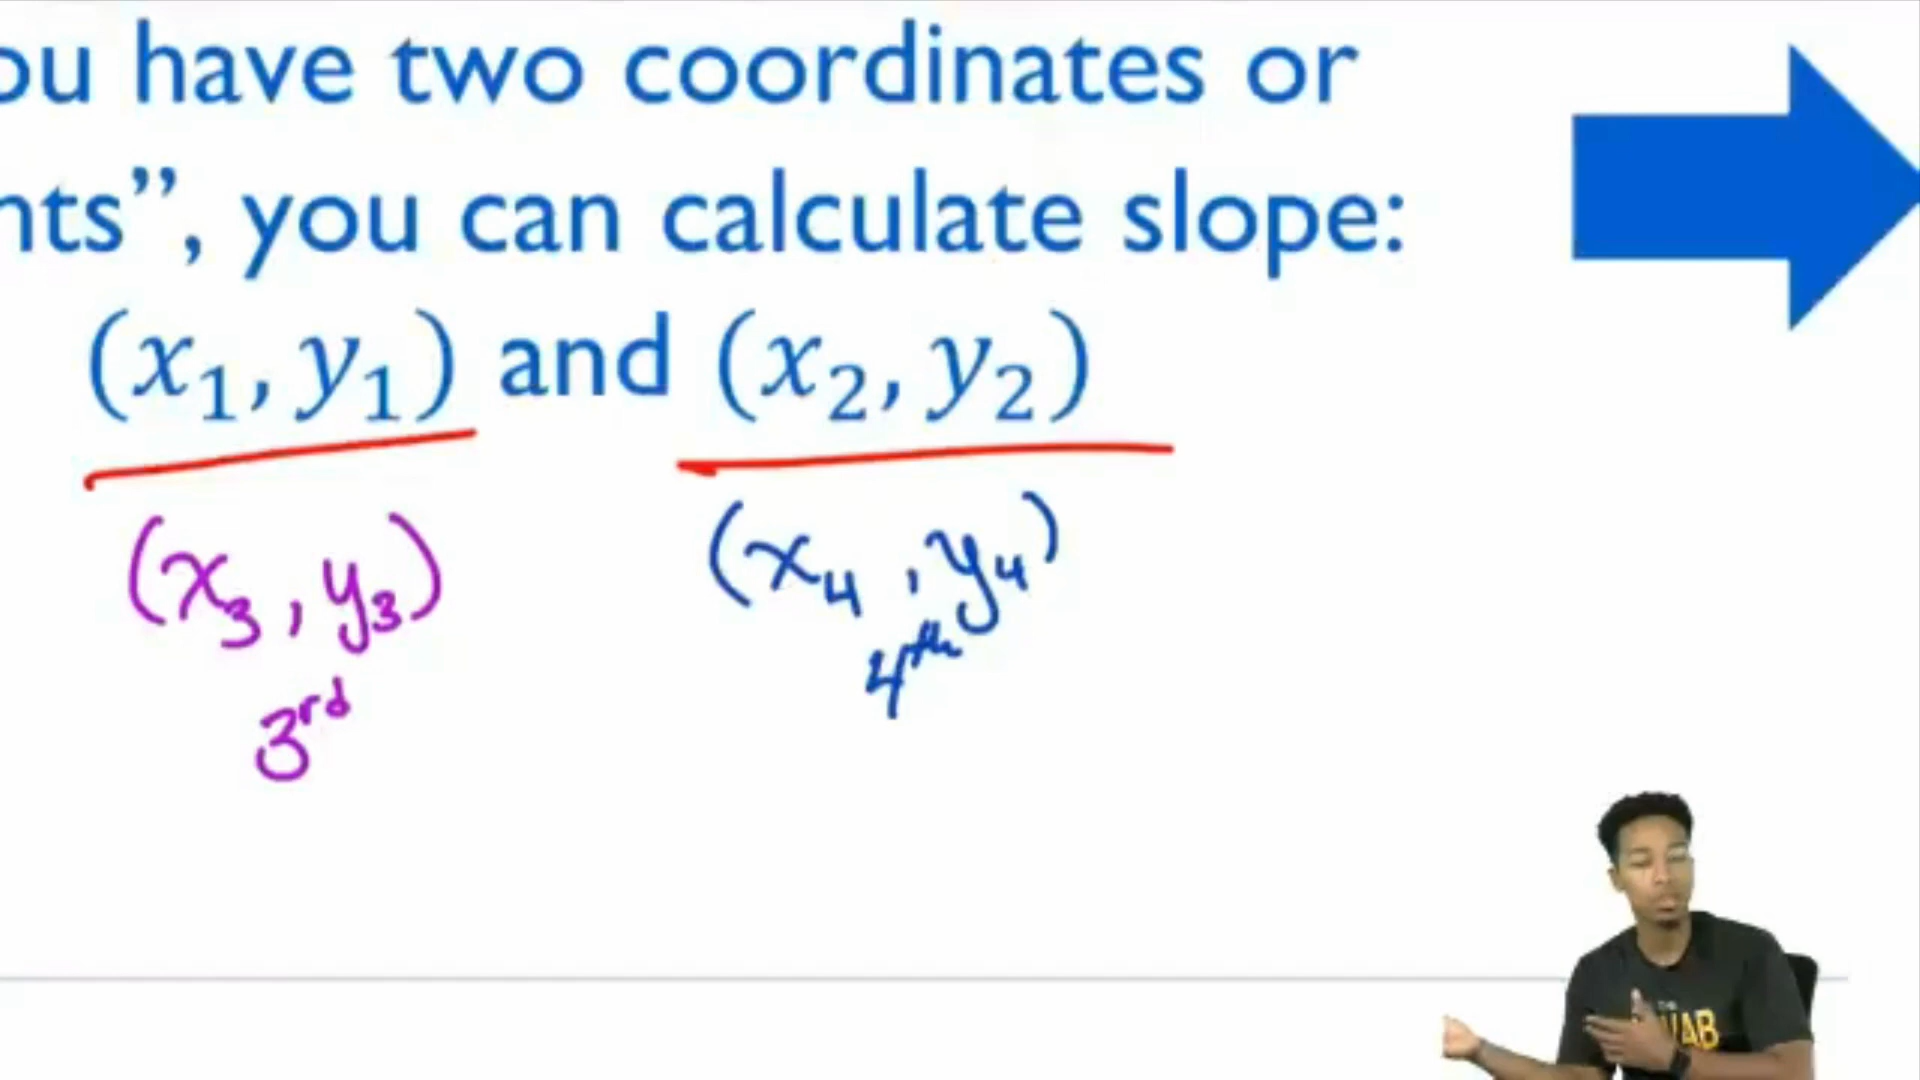 ou have two coordinates or
nts”, you can calculate slope:
(x₁, y₁) and (x₂, y₂)
(x₃, y₃) (x₄, y₄)
3rd 4th
THE